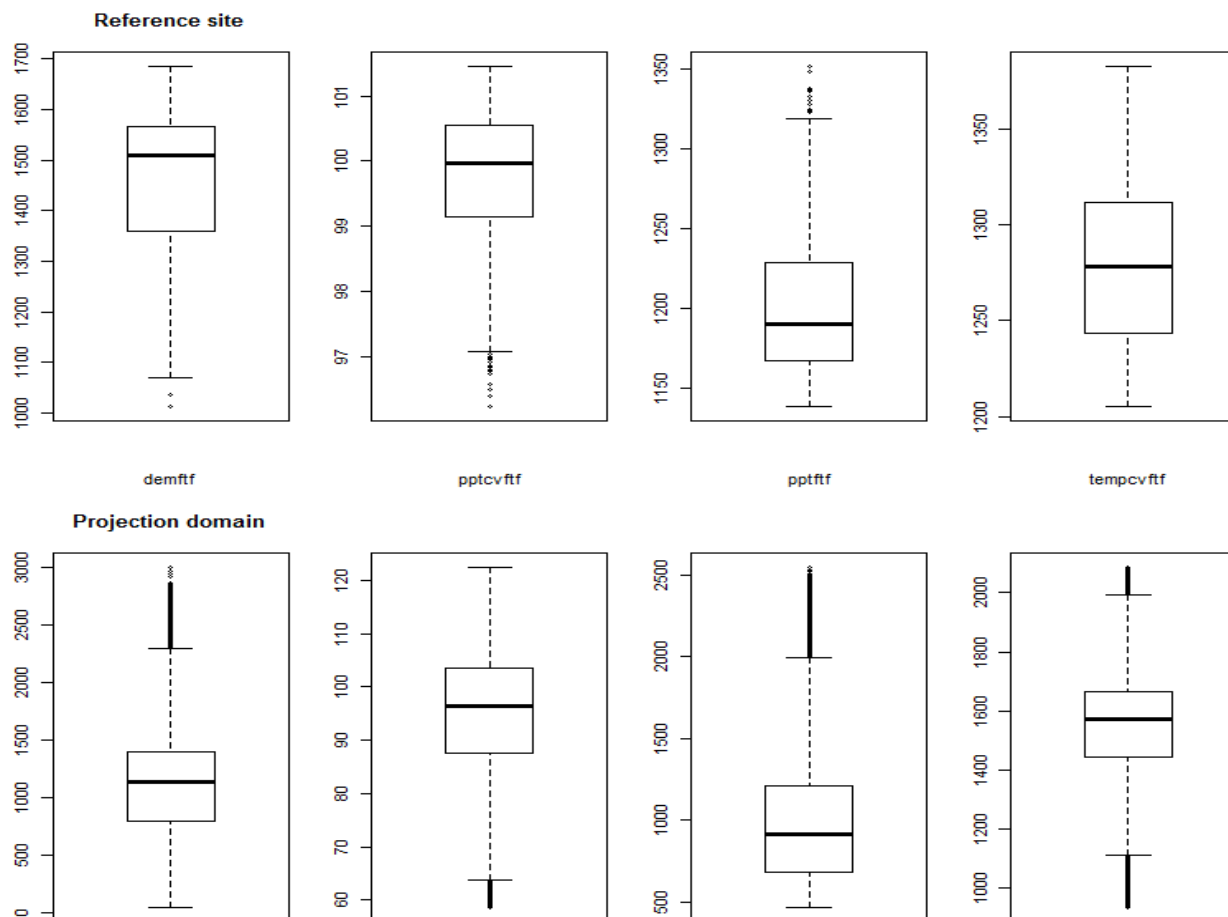 Reference site
1700 1600 1500 1400 1300 1200 1100 1000
101 100 99 98 97
1350 1300 1250 1200 1150
1350 1300 1250 1200
demftf pptcvftf pptftf tempcvftf
Projection domain
3000 2500 2000 1500 1000 500 0
120 110 100 90 80 70 60
2500 2000 1500 1000 500
2000 1800 1600 1400 1200 1000